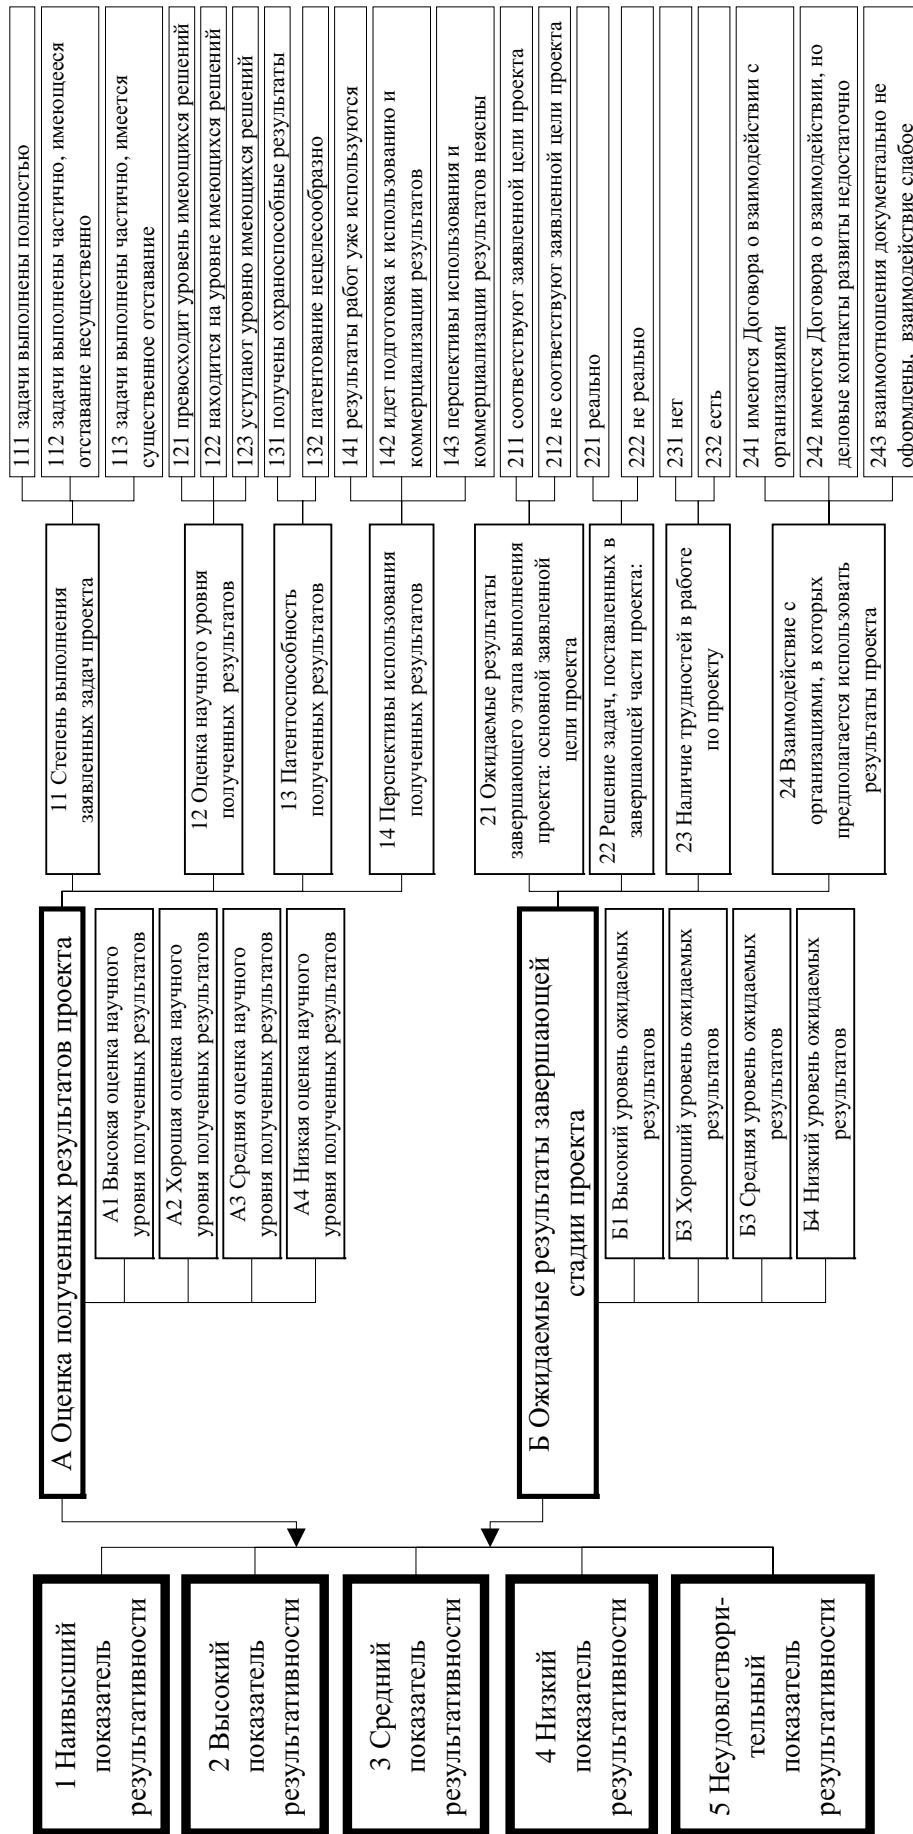 1 Наивысший
показатель
результативности
2 Высокий
показатель
результативности
3 Средний
показатель
результативности
4 Низкий
показатель
результативности
5 Неудовлетвори-
тельный
показатель
результативности
А Оценка полученных результатов проекта
А1 Высокая оценка научного
уровня полученных результатов
А2 Хорошая оценка научного
уровня полученных результатов
А3 Средняя оценка научного
уровня полученных результатов
А4 Низкая оценка научного
уровня полученных результатов
Б Ожидаемые результаты завершающей
стадии проекта
Б1 Высокий уровень ожидаемых
результатов
Б3 Хороший уровень ожидаемых
результатов
Б3 Средняя уровень ожидаемых
результатов
Б4 Низкий уровень ожидаемых
результатов
11 Степень выполнения
заявленных задач проекта
12 Оценка научного уровня
полученных результатов
13 Патентоспособность
полученных результатов
14 Перспективы использования
полученных результатов
21 Ожидаемые результаты
завершающего этапа выполнения
проекта: основной заявленной
цели проекта
22 Решение задач, поставленных в
завершающей части проекта:
23 Наличие трудностей в работе
по проекту
24 Взаимодействие с
организациями, в которых
предполагается использовать
результаты проекта
111 задачи выполнены полностью
112 задачи выполнены частично, имеющееся
отставание несущественно
113 задачи выполнены частично, имеется
существенное отставание
121 превосходит уровень имеющихся решений
122 находится на уровне имеющихся решений
123 уступают уровню имеющихся решений
131 получены охраноспособные результаты
132 патентование нецелесообразно
141 результаты работ уже используются
142 идет подготовка к использованию и
коммерциализации результатов
143 перспективы использования и
коммерциализации результатов неясны
211 соответствуют заявленной цели проекта
212 не соответствуют заявленной цели проекта
221 реально
222 не реально
231 нет
232 есть
241 имеются Договора о взаимодействии с
организациями
242 имеются Договора о взаимодействии, но
деловые контакты развиты недостаточно
243 взаимоотношения документально не
оформлены, взаимодействие слабое